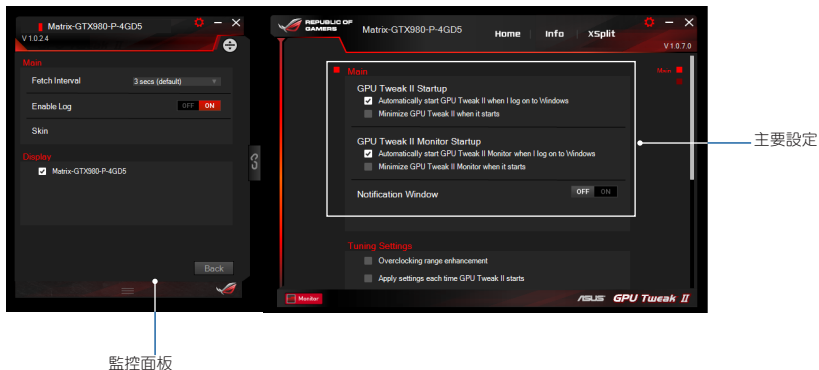 Matrix-GTX980-P-4GD5
V 1.0.2.4
Main
Fetch Interval
3 secs (default)
Enable Log
OFF ON
Skin
Display
Matrix-GTX980-P-4GD5
Back
監控面板
REPUBLIC OF
GAMERS
Matrix-GTX980-P-4GD5
Home
Info
XSplit
V 1.0.7.0
Main
Main
GPU Tweak II Startup
Automatically start GPU Tweak II when I log on to Windows
Minimize GPU Tweak II when it starts
GPU Tweak II Monitor Startup
Automatically start GPU Tweak II Monitor when I log on to Windows
Minimize GPU Tweak II Monitor when it starts
Notification Window
OFF ON
Tuning Settings
Overclocking range enhancement
Apply settings each time GPU Tweak II starts
Monitor
ASUS GPU Tweak II
主要設定